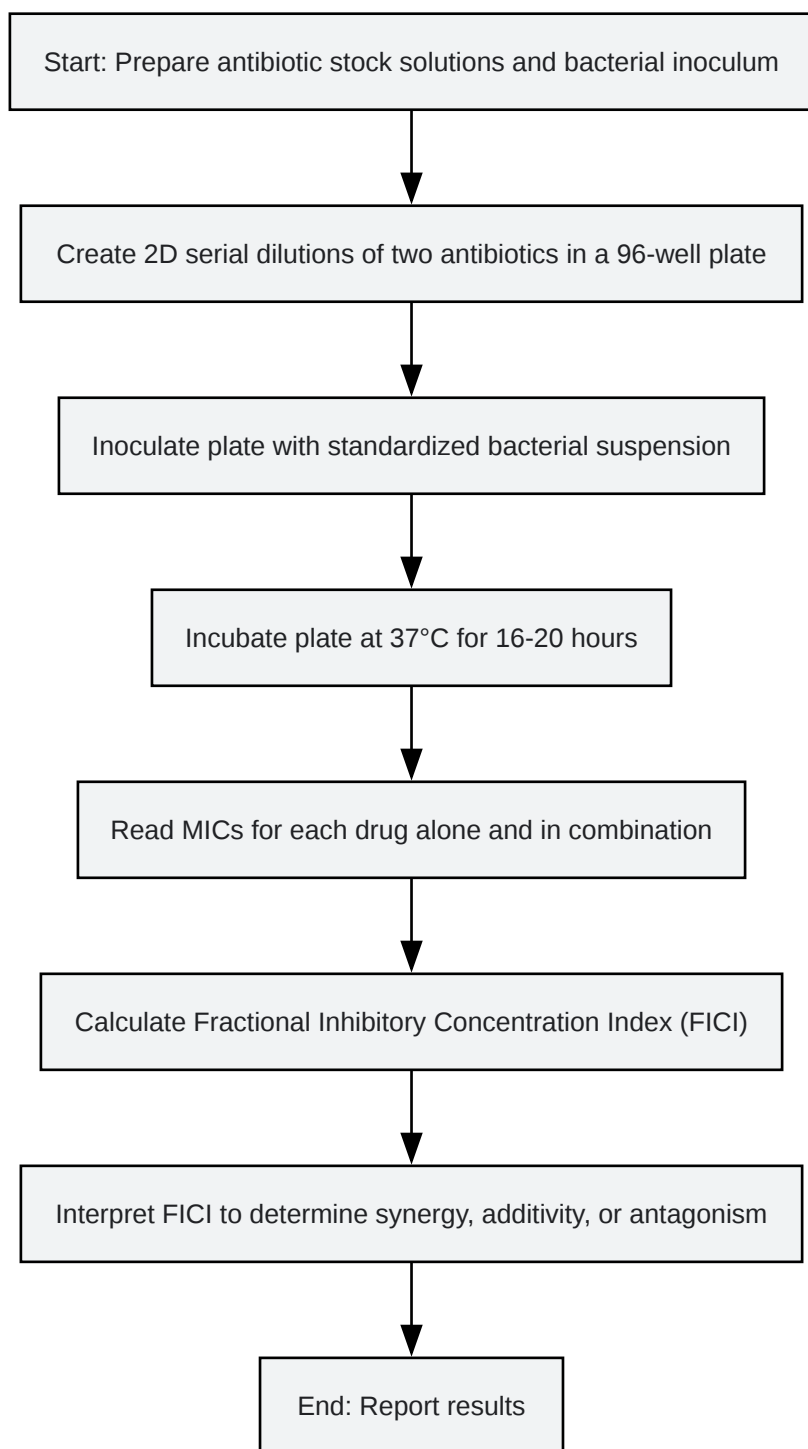 Start: Prepare antibiotic stock solutions and bacterial inoculum
Create 2D serial dilutions of two antibiotics in a 96-well plate
Inoculate plate with standardized bacterial suspension
Incubate plate at 37°C for 16-20 hours
Read MICs for each drug alone and in combination
Calculate Fractional Inhibitory Concentration Index (FICI)
Interpret FICI to determine synergy, additivity, or antagonism
End: Report results